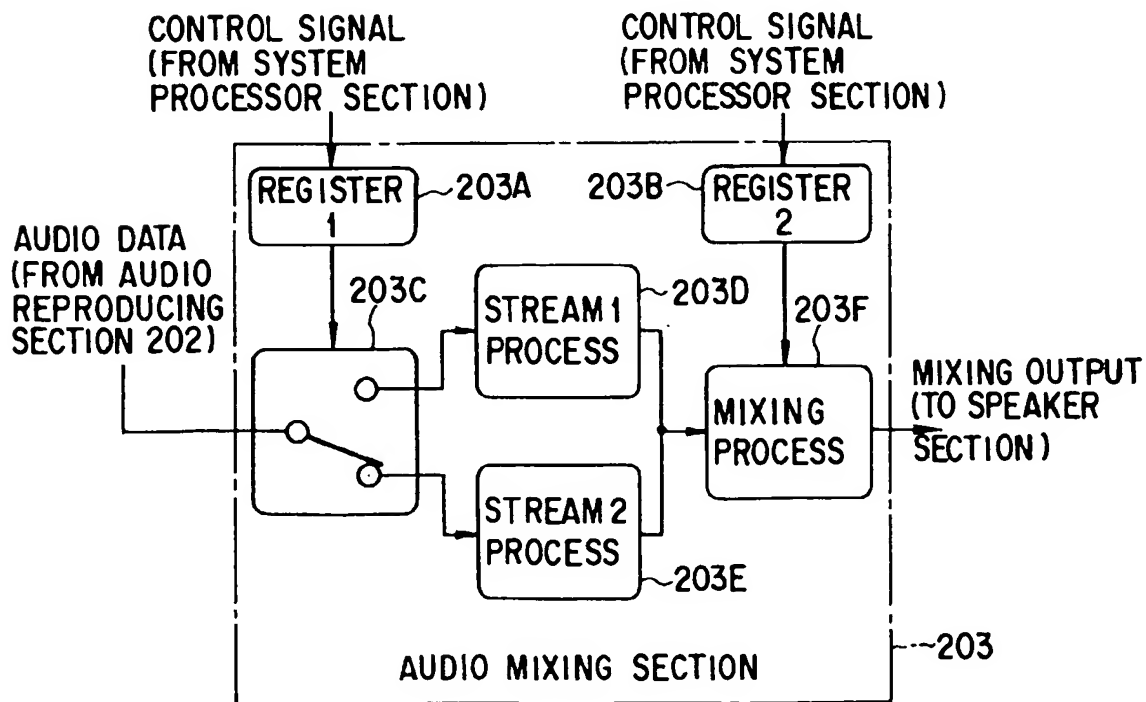 CONTROL SIGNAL
(FROM SYSTEM
PROCESSOR SECTION)
CONTROL SIGNAL
(FROM SYSTEM
PROCESSOR SECTION)
REGISTER
1
203A
203B
REGISTER
2
AUDIO DATA
(FROM AUDIO
REPRODUCING
SECTION 202)
203C
STREAM 1
PROCESS
203D
203F
MIXING
PROCESS
MIXING OUTPUT
(TO SPEAKER
SECTION)
STREAM 2
PROCESS
203E
AUDIO MIXING SECTION
203